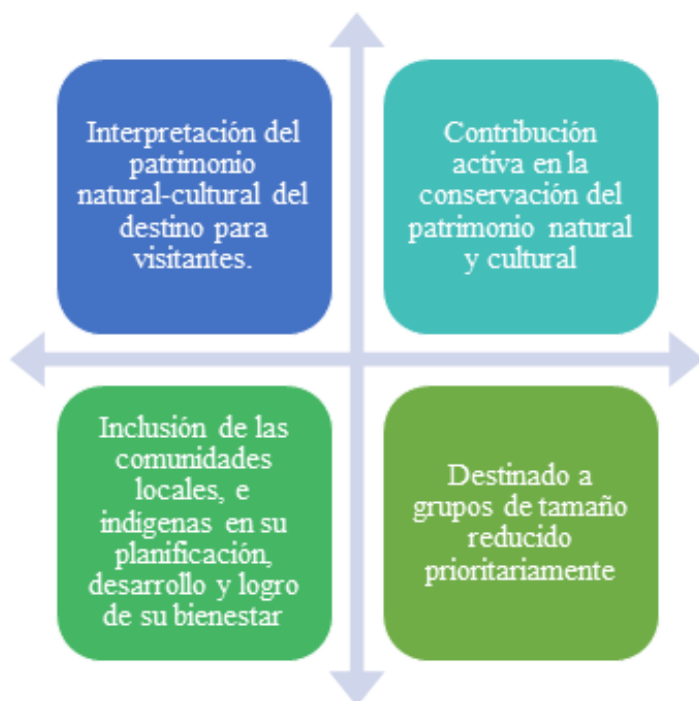 Interpretación del
patrimonio
natural-cultural del
destino para
visitantes.
Contribución
activa en la
conservación del
patrimonio natural
y cultural
Inclusión de las
comunidades
locales, e
indígenas en su
planificación,
desarrollo y logro
de su bienestar
Destinado a
grupos de tamaño
reducido
prioritariamente